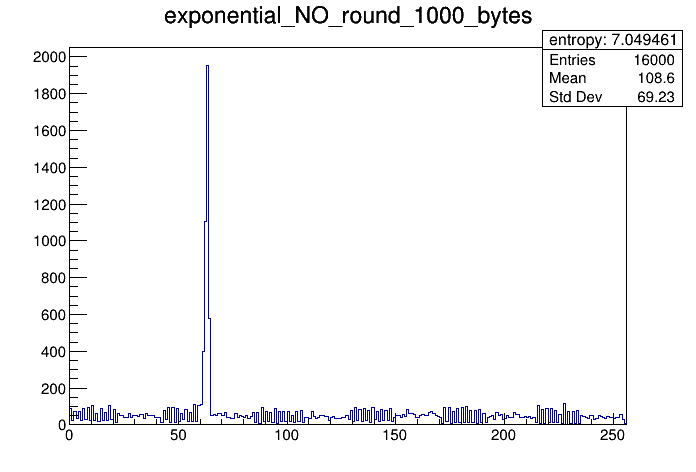 exponential_NO_round_1000_bytes
entropy: 7.049461
Entries 16000
Mean 108.6
Std Dev 69.23
2000
1800
1600
1400
1200
1000
800
600
400
200
0
0 50 100 150 200 250